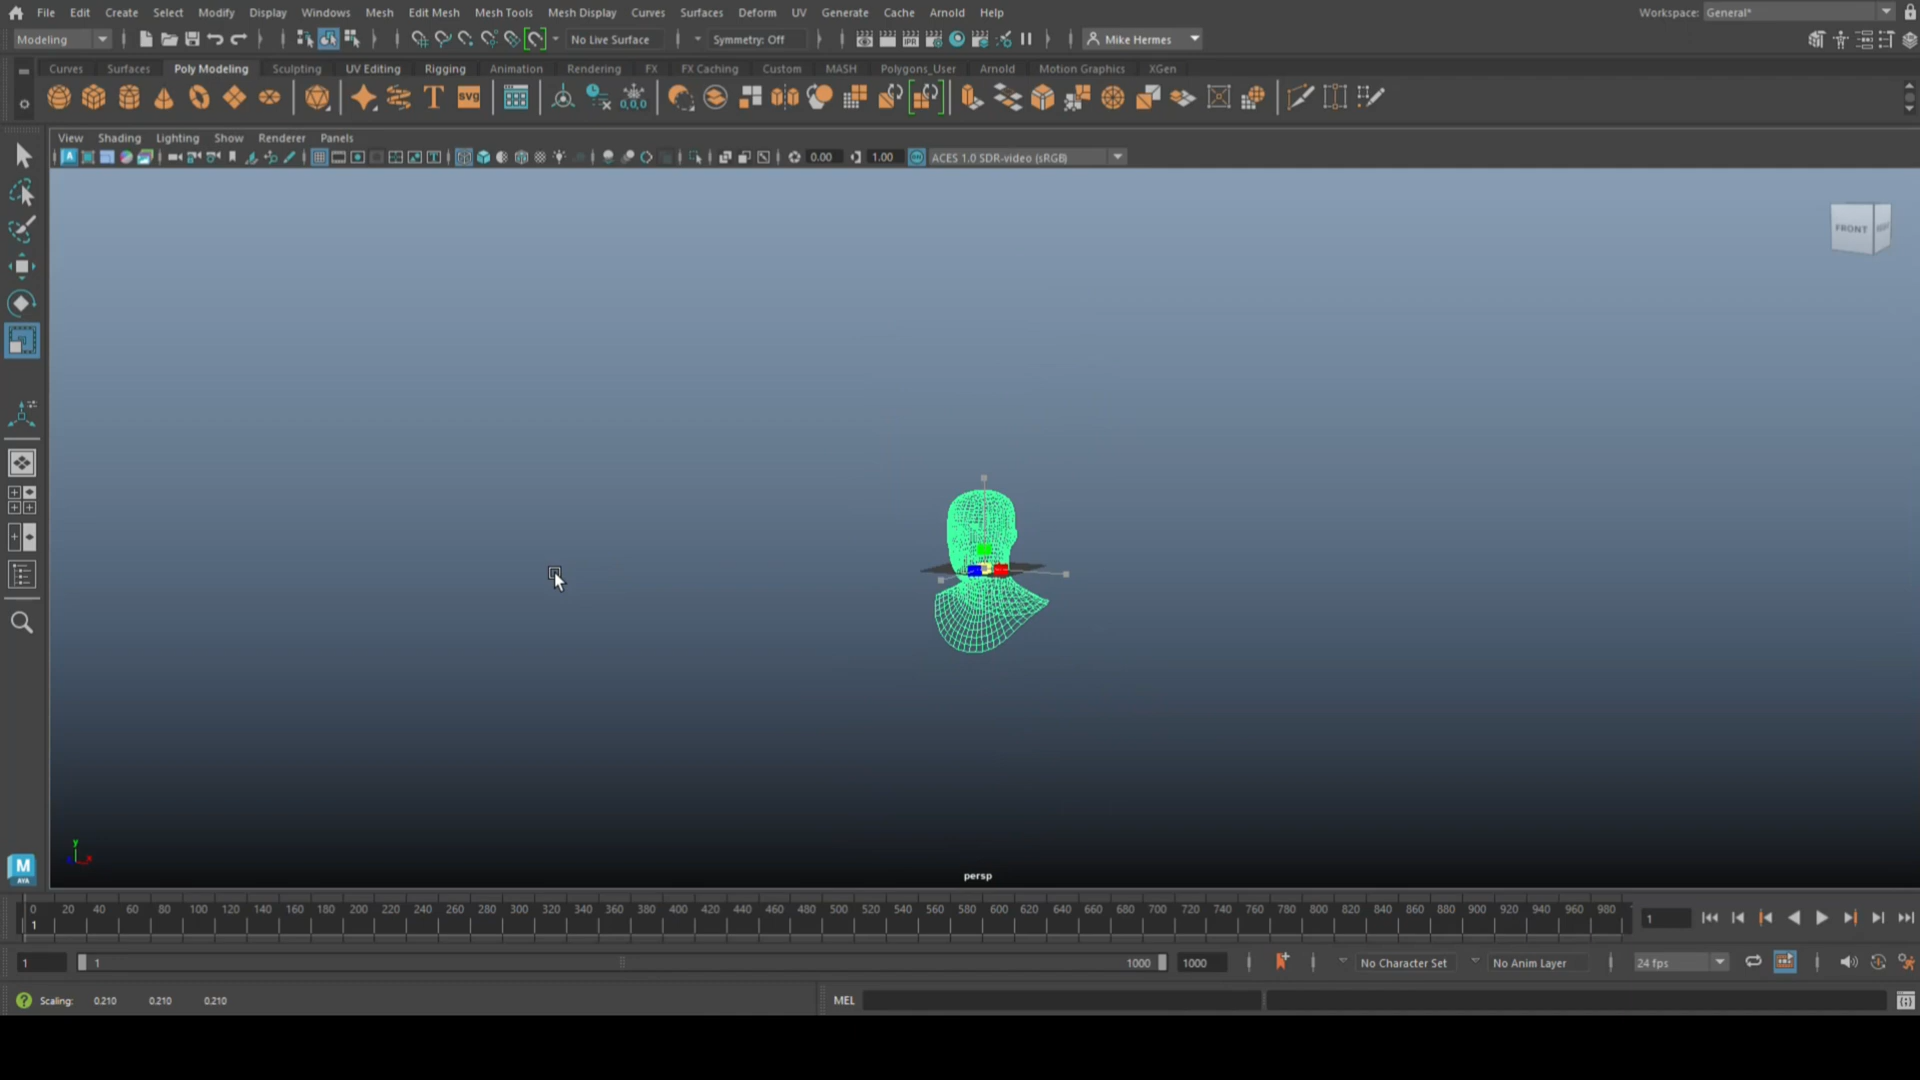 File Edit Create Select Modify Display Windows Mesh Edit Mesh Mesh Tools Mesh Display Curves Surfaces Deform UV Generate Cache Arnold Help Workspace: General*
Modeling No Live Surface Symmetry: Off Mike Hermes
Curves Surfaces Poly Modeling Sculpting UV Editing Rigging Animation Rendering FX FX Caching Custom MASH Polygons_User Arnold Motion Graphics XGen
T SVG 0,0,0
View Shading Lighting Show Renderer Panels
0.00 1.00 ACES 1.0 SDR-video (sRGB)
FRONT
y
x
M
AYA
persp
0 20 40 60 80 100 120 140 160 180 200 220 240 260 280 300 320 340 360 380 400 420 440 460 480 500 520 540 560 580 600 620 640 660 680 700 720 740 760 780 800 820 840 860 880 900 920 940 960 980
1 1
1 1 1000 1000 No Character Set No Anim Layer 24 fps
Scaling: 0.210 0.210 0.210 MEL